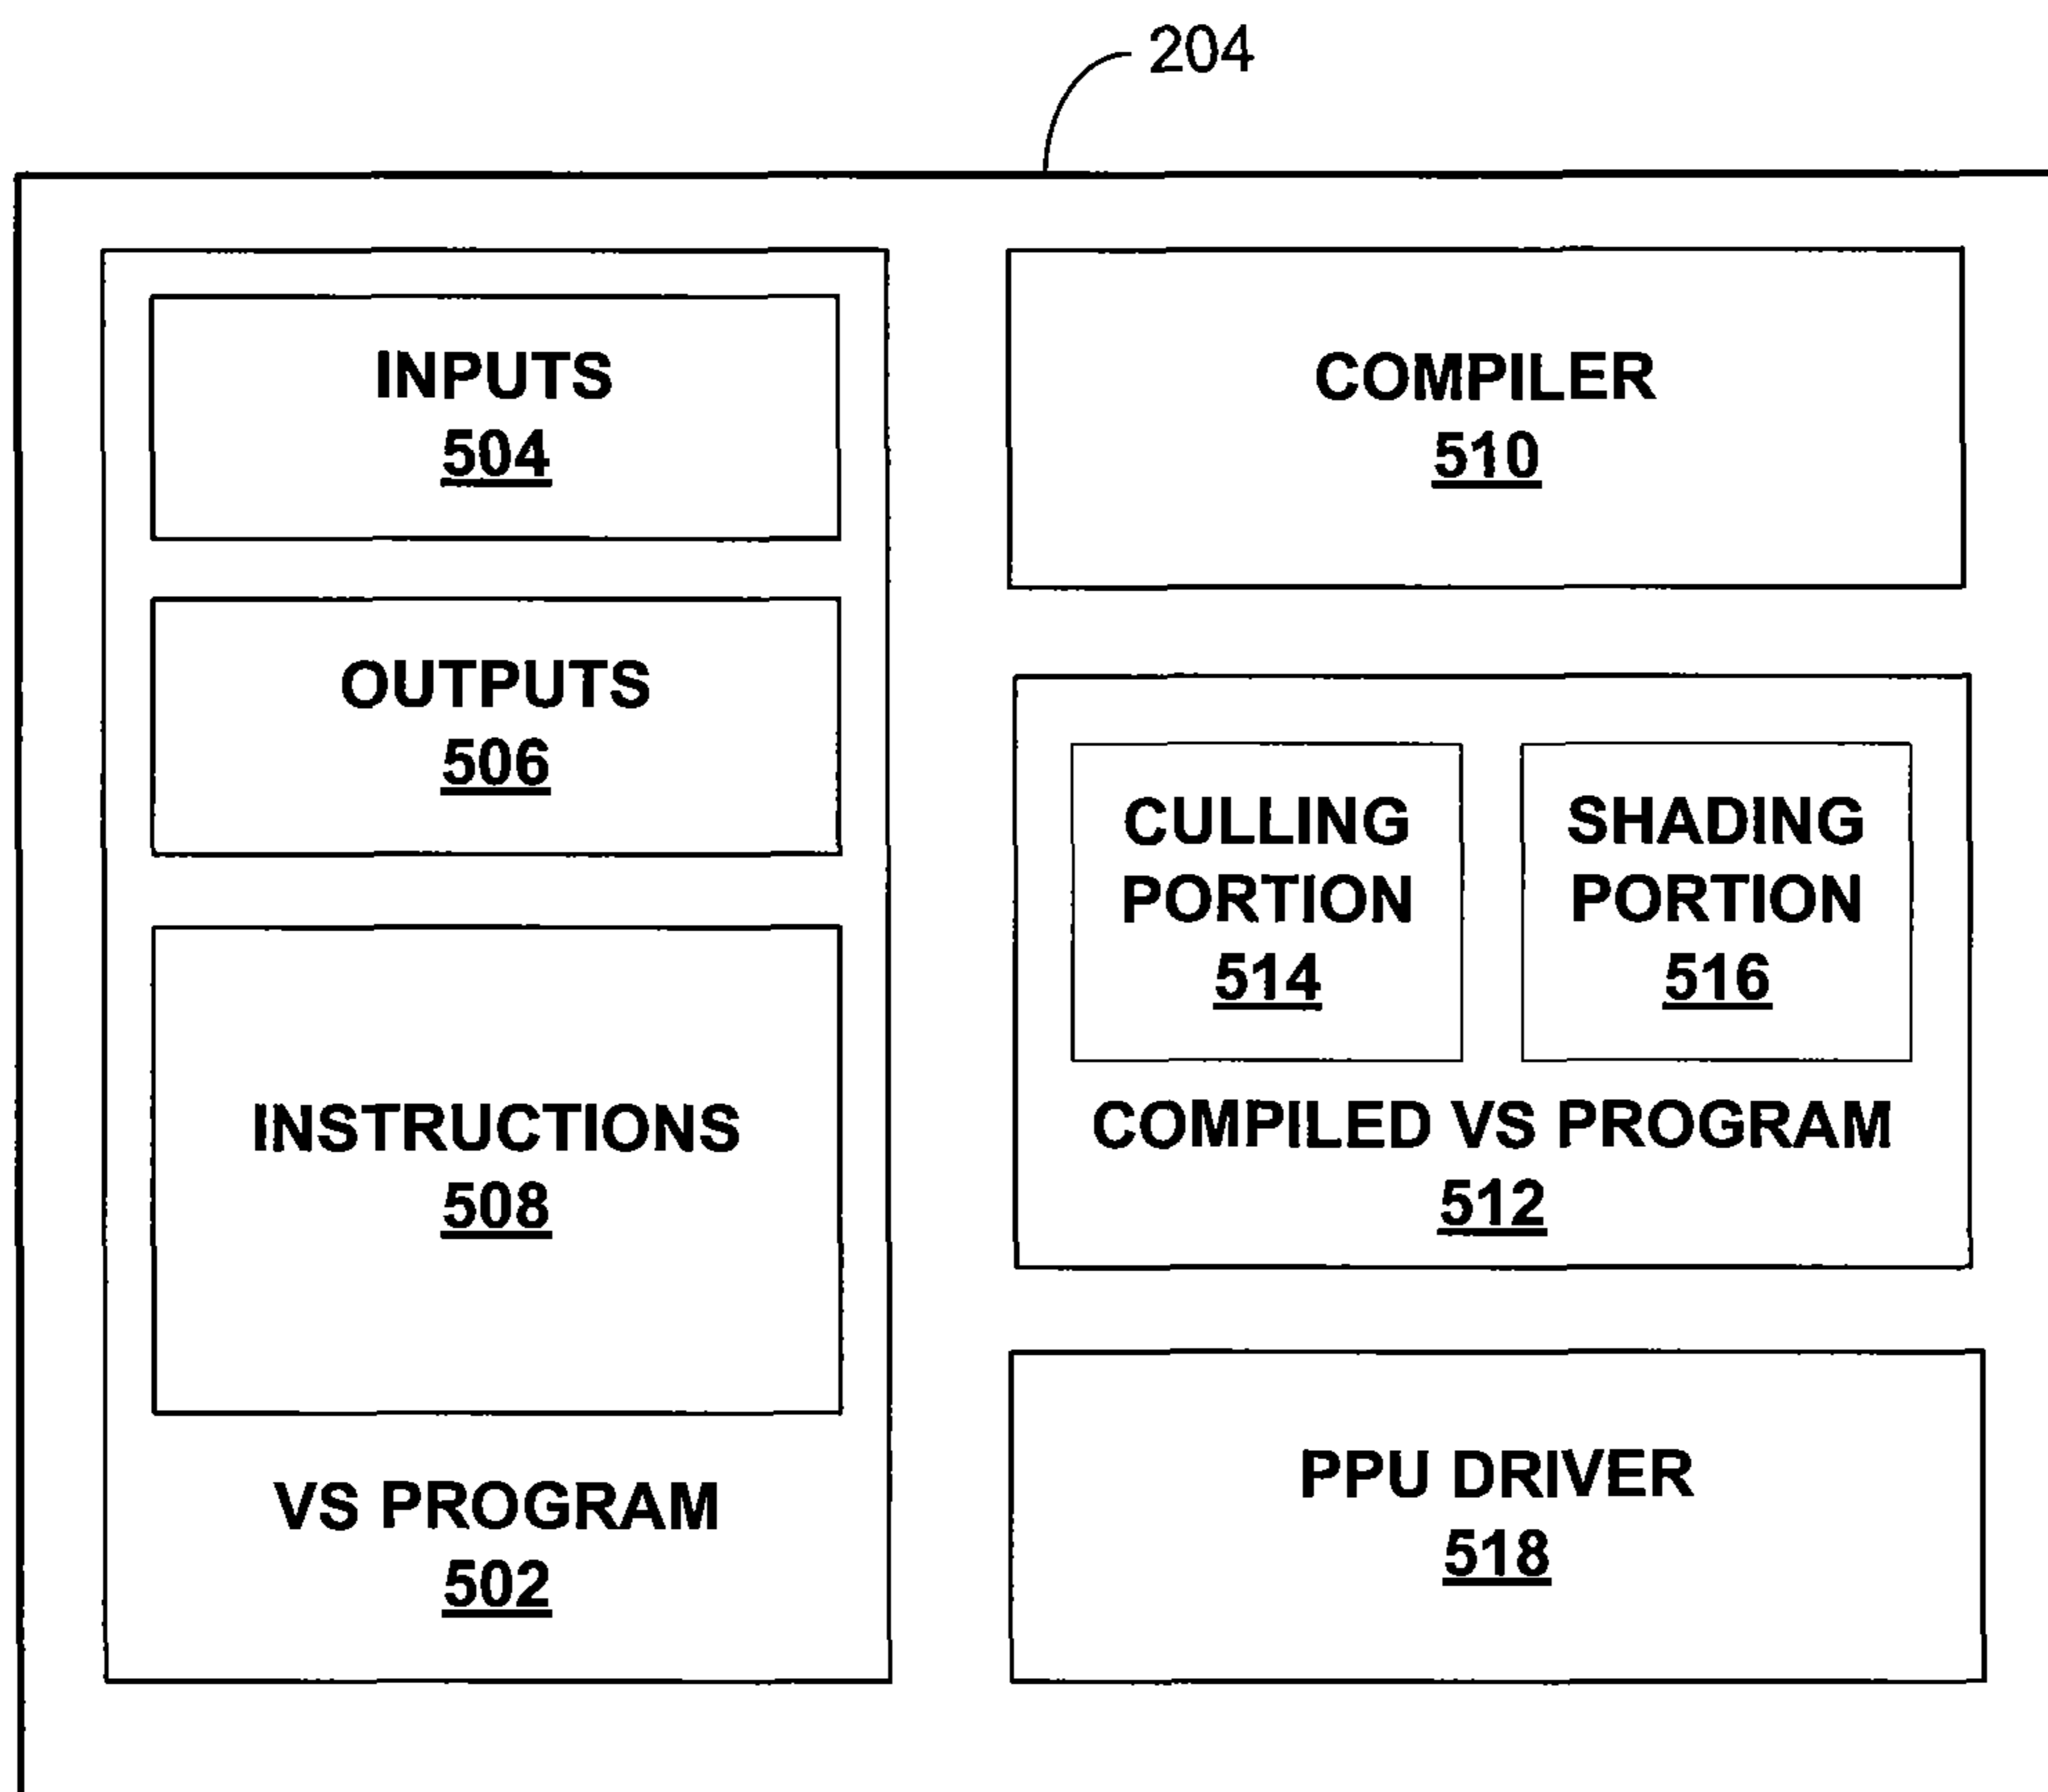 204
INPUTS
504
OUTPUTS
506
INSTRUCTIONS
508
VS PROGRAM
502
COMPILER
510
CULLING
PORTION
514
SHADING
PORTION
516
COMPILED VS PROGRAM
512
PPU DRIVER
518